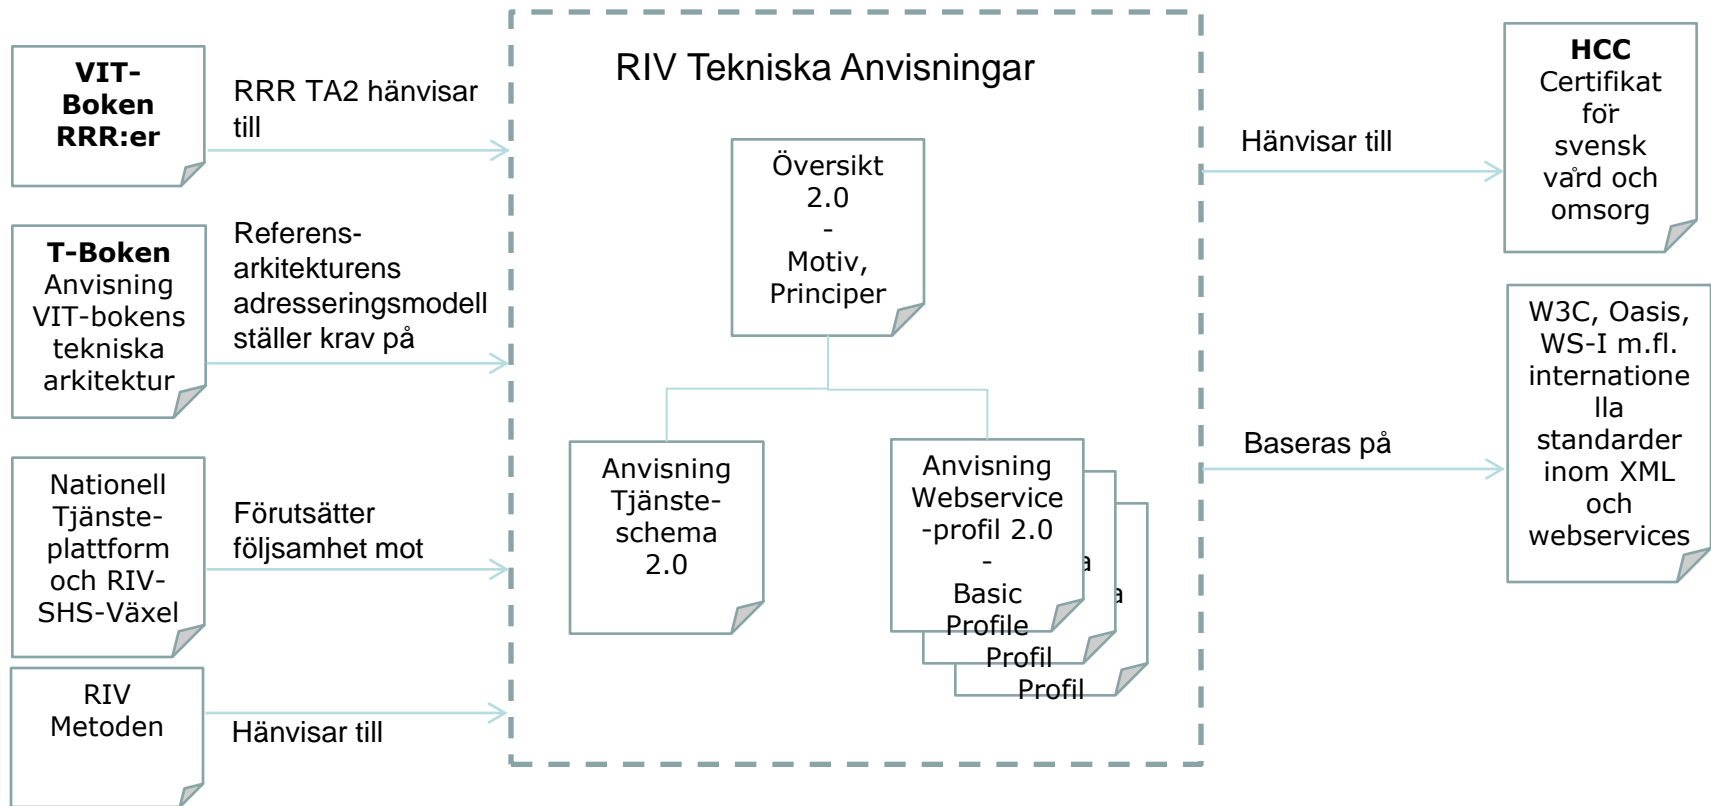 VIT-
Boken
RRR:er
RRR TA2 hänvisar
till
T-Boken
Anvisning
VIT-bokens
tekniska
arkitektur
Referens-
arkitekturens
adresseringsmodell
ställer krav på
Nationell
Tjänste-
plattform
och RIV-
SHS-Växel
Förutsätter
följsamhet mot
RIV
Metoden
Hänvisar till
RIV Tekniska Anvisningar
Översikt
2.0
-
Motiv,
Principer
Anvisning
Tjänste-
schema
2.0
Anvisning
Webservice
-profil 2.0
-
Basic
Profile
Profil
Profil
Hänvisar till
HCC
Certifikat
för
svensk
vård och
omsorg
Baseras på
W3C, Oasis,
WS-I m.fl.
internatione
lla
standarder
inom XML
och
webservices